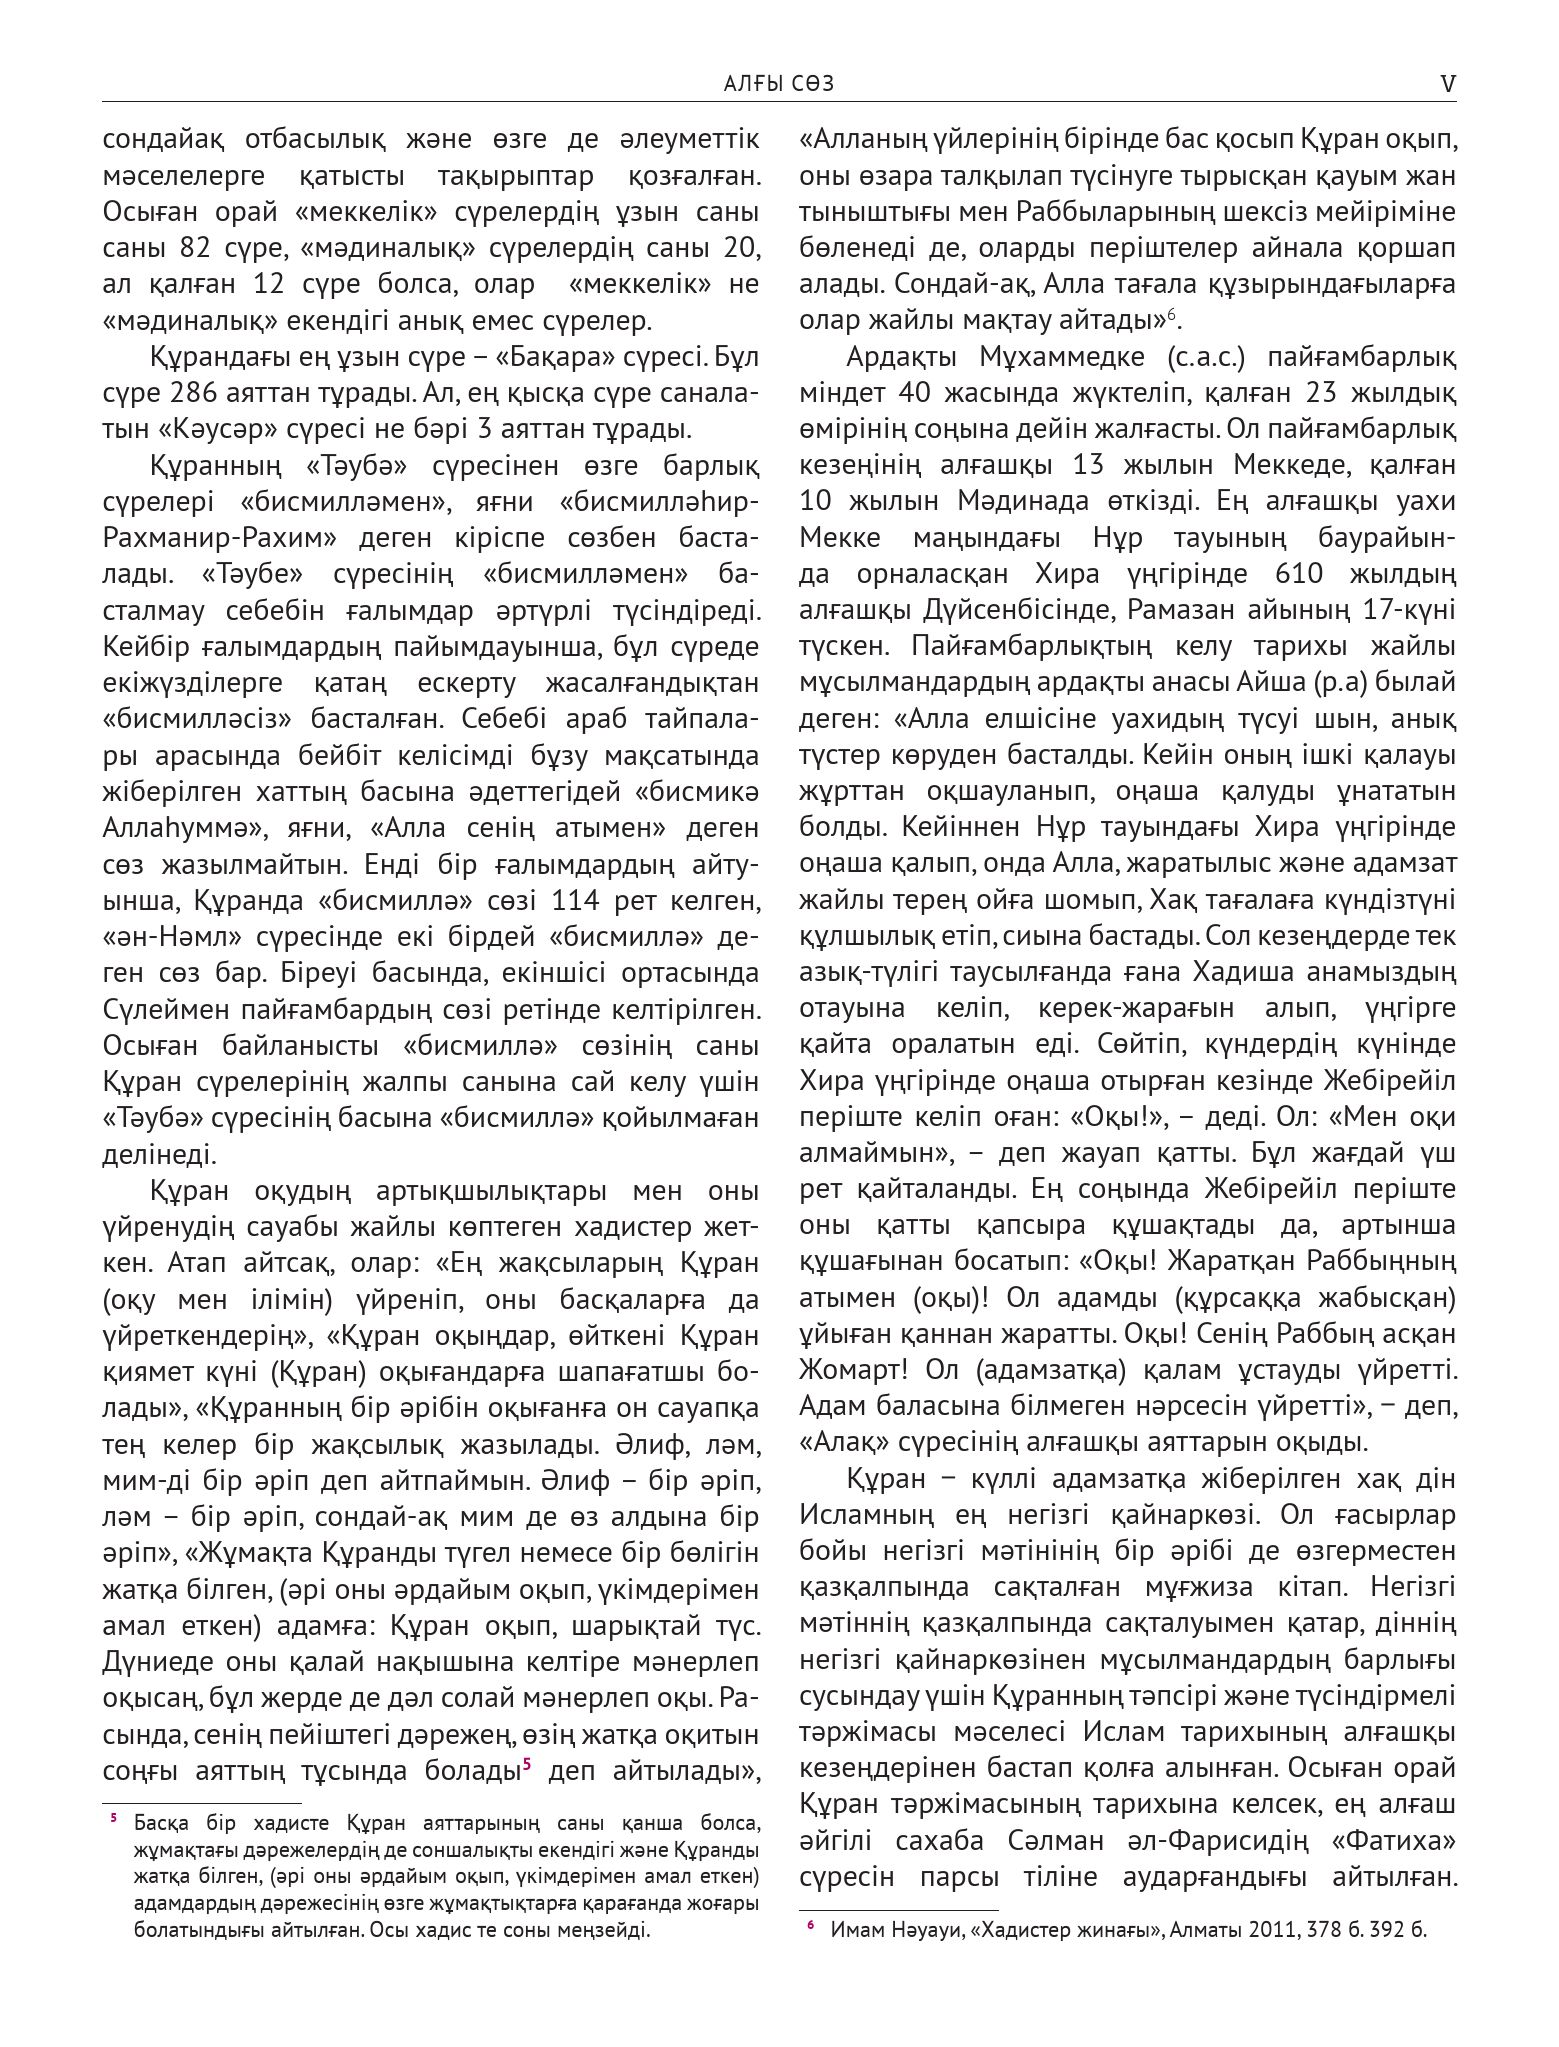 АЛҒЫ СӨЗ
V
сондайақ отбасылық және өзге де әлеуметтік
мәселелерге қатысты тақырыптар қозғалған.
Осыған орай «меккелік» сүрелердің ұзын саны
саны 82 сүре, «мәдиналық» сүрелердің саны 20,
ал қалған 12 сүре болса, олар «меккелік» не
«мәдиналық» екендігі анық емес сүрелер.
Құрандағы ең ұзын сүре – «Бақара» сүресі. Бұл
сүре 286 аяттан тұрады. Ал, ең қысқа сүре санала-
тын «Кәусәр» сүресі не бәрі 3 аяттан тұрады.
Құранның «Тәубә» сүресінен өзге барлық
сүрелері «бисмилләмен», яғни «бисмилләһир-
Рахманир-Рахим» деген кіріспе сөзбен баста-
лады. «Тәубе» сүресінің «бисмилләмен» ба-
сталмау себебін ғалымдар әртүрлі түсіндіреді.
Кейбір ғалымдардың пайымдауынша, бұл сүреде
екіжүзділерге қатаң ескерту жасалғандықтан
«бисмилләсіз» басталған. Себебі араб тайпала-
ры арасында бейбіт келісімді бұзу мақсатында
жіберілген хаттың басына әдеттегідей «бисмикә
Аллаһуммә», яғни, «Алла сенің атымен» деген
сөз жазылмайтын. Енді бір ғалымдардың айту-
ынша, Құранда «бисмиллә» сөзі 114 рет келген,
«ән-Нәмл» сүресінде екі бірдей «бисмиллә» де-
ген сөз бар. Біреуі басында, екіншісі ортасында
Сүлеймен пайғамбардың сөзі ретінде келтірілген.
Осыған байланысты «бисмиллә» сөзінің саны
Құран сүрелерінің жалпы санына сай келу үшін
«Тәубә» сүресінің басына «бисмиллә» қойылмаған
делінеді.
Құран оқудың артықшылықтары мен оны
үйренудің сауабы жайлы көптеген хадистер жет-
кен. Атап айтсақ, олар: «Ең жақсыларың Құран
(оқу мен ілімін) үйреніп, оны басқаларға да
үйреткендерің», «Құран оқыңдар, өйткені Құран
қиямет күні (Құран) оқығандарға шапағатшы бо-
лады», «Құранның бір әрібін оқығанға он сауапқа
тең келер бір жақсылық жазылады. Әлиф, ләм,
мим-ді бір әріп деп айтпаймын. Әлиф – бір әріп,
ләм – бір әріп, сондай-ақ мим де өз алдына бір
әріп», «Жұмақта Құранды түгел немесе бір бөлігін
жатқа білген, (әрі оны әрдайым оқып, үкімдерімен
амал еткен) адамға: Құран оқып, шарықтай түс.
Дүниеде оны қалай нақышына келтіре мәнерлеп
оқысаң, бұл жерде де дәл солай мәнерлеп оқы. Ра-
сында, сенің пейіштегі дәрежең, өзің жатқа оқитын
соңғы аяттың тұсында болады5 деп айтылады»,
5 Басқа бір хадисте Құран аяттарының саны қанша болса,
жұмақтағы дәрежелердің де соншалықты екендігі және Құранды
жатқа білген, (әрі оны әрдайым оқып, үкімдерімен амал еткен)
адамдардың дәрежесінің өзге жұмақтықтарға қарағанда жоғары
болатындығы айтылған. Осы хадис те соны меңзейді.
«Алланың үйлерінің бірінде бас қосып Құран оқып,
оны өзара талқылап түсінуге тырысқан қауым жан
тыныштығы мен Раббыларының шексіз мейіріміне
бөленеді де, оларды періштелер айнала қоршап
алады. Сондай-ақ, Алла тағала құзырындағыларға
олар жайлы мақтау айтады»6.
Ардақты Мұхаммедке (с.а.с.) пайғамбарлық
міндет 40 жасында жүктеліп, қалған 23 жылдық
өмірінің соңына дейін жалғасты. Ол пайғамбарлық
кезеңінің алғашқы 13 жылын Меккеде, қалған
10 жылын Мәдинада өткізді. Ең алғашқы уахи
Мекке маңындағы Нұр тауының баурайын-
да орналасқан Хира үңгірінде 610 жылдың
алғашқы Дүйсенбісінде, Рамазан айының 17-күні
түскен. Пайғамбарлықтың келу тарихы жайлы
мұсылмандардың ардақты анасы Айша (р.а) былай
деген: «Алла елшісіне уахидың түсуі шын, анық
түстер көруден басталды. Кейін оның ішкі қалауы
жұрттан оқшауланып, оңаша қалуды ұнататын
болды. Кейіннен Нұр тауындағы Хира үңгірінде
оңаша қалып, онда Алла, жаратылыс және адамзат
жайлы терең ойға шомып, Хақ тағалаға күндізтүні
құлшылық етіп, сиына бастады. Сол кезеңдерде тек
азық-түлігі таусылғанда ғана Хадиша анамыздың
отауына келіп, керек-жарағын алып, үңгірге
қайта оралатын еді. Сөйтіп, күндердің күнінде
Хира үңгірінде оңаша отырған кезінде Жебірейіл
періште келіп оған: «Оқы!», – деді. Ол: «Мен оқи
алмаймын», – деп жауап қатты. Бұл жағдай үш
рет қайталанды. Ең соңында Жебірейіл періште
оны қатты қапсыра құшақтады да, артынша
құшағынан босатып: «Оқы! Жаратқан Раббыңның
атымен (оқы)! Ол адамды (құрсаққа жабысқан)
ұйыған қаннан жаратты. Оқы! Сенің Раббың асқан
Жомарт! Ол (адамзатқа) қалам ұстауды үйретті.
Адам баласына білмеген нәрсесін үйретті», – деп,
«Алақ» сүресінің алғашқы аяттарын оқыды.
Құран – күллі адамзатқа жіберілген хақ дін
Исламның ең негізгі қайнаркөзі. Ол ғасырлар
бойы негізгі мәтінінің бір әрібі де өзгерместен
қазқалпында сақталған мұғжиза кітап. Негізгі
мәтіннің қазқалпында сақталуымен қатар, діннің
негізгі қайнаркөзінен мұсылмандардың барлығы
сусындау үшін Құранның тәпсірі және түсіндірмелі
тәржімасы мәселесі Ислам тарихының алғашқы
кезеңдерінен бастап қолға алынған. Осыған орай
Құран тәржімасының тарихына келсек, ең алғаш
әйгілі сахаба Сәлман әл-Фарисидің «Фатиха»
сүресін парсы тіліне аударғандығы айтылған.
6 Имам Нәуауи, «Хадистер жинағы», Алматы 2011, 378 б. 392 б.